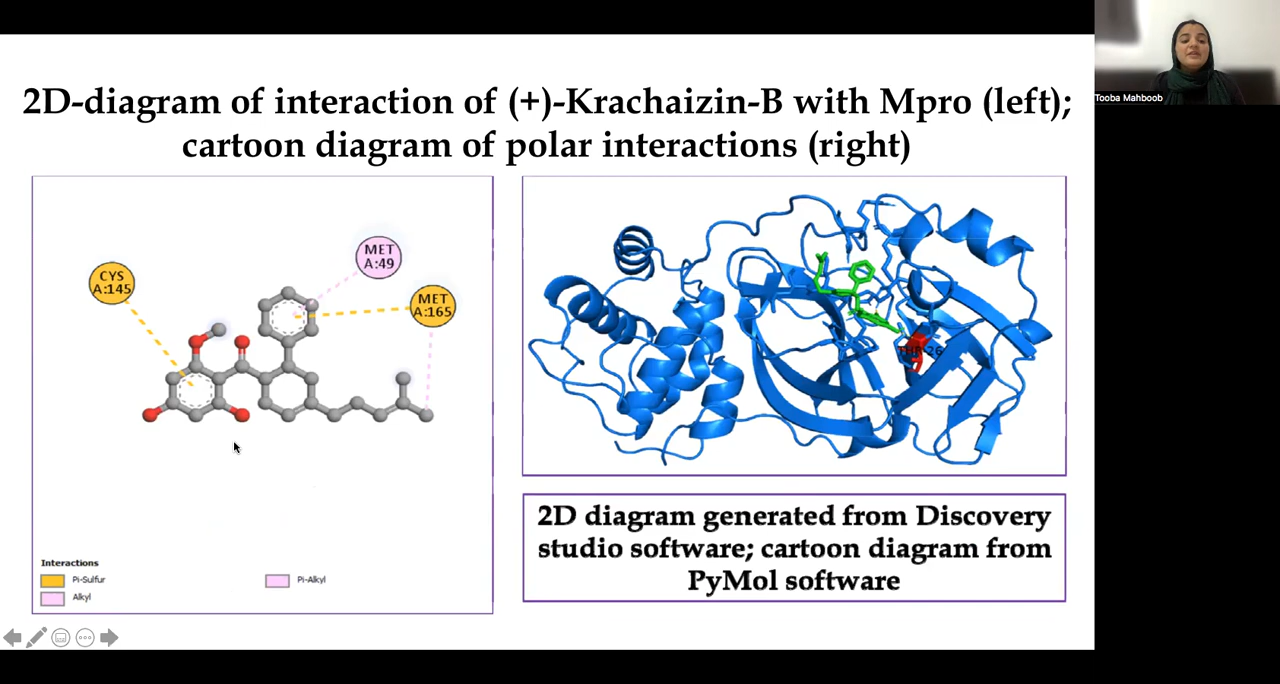 2D-diagram of interaction of (+)-Krachaizin-B with Mpro (left);
cartoon diagram of polar interactions (right)
Tooba Mahboob
MET
A:49
CYS
A:145
MET
A:165
THR-26
2D diagram generated from Discovery
studio software; cartoon diagram from
PyMol software
Interactions
Pi-Sulfur
Alkyl
Pi-Alkyl